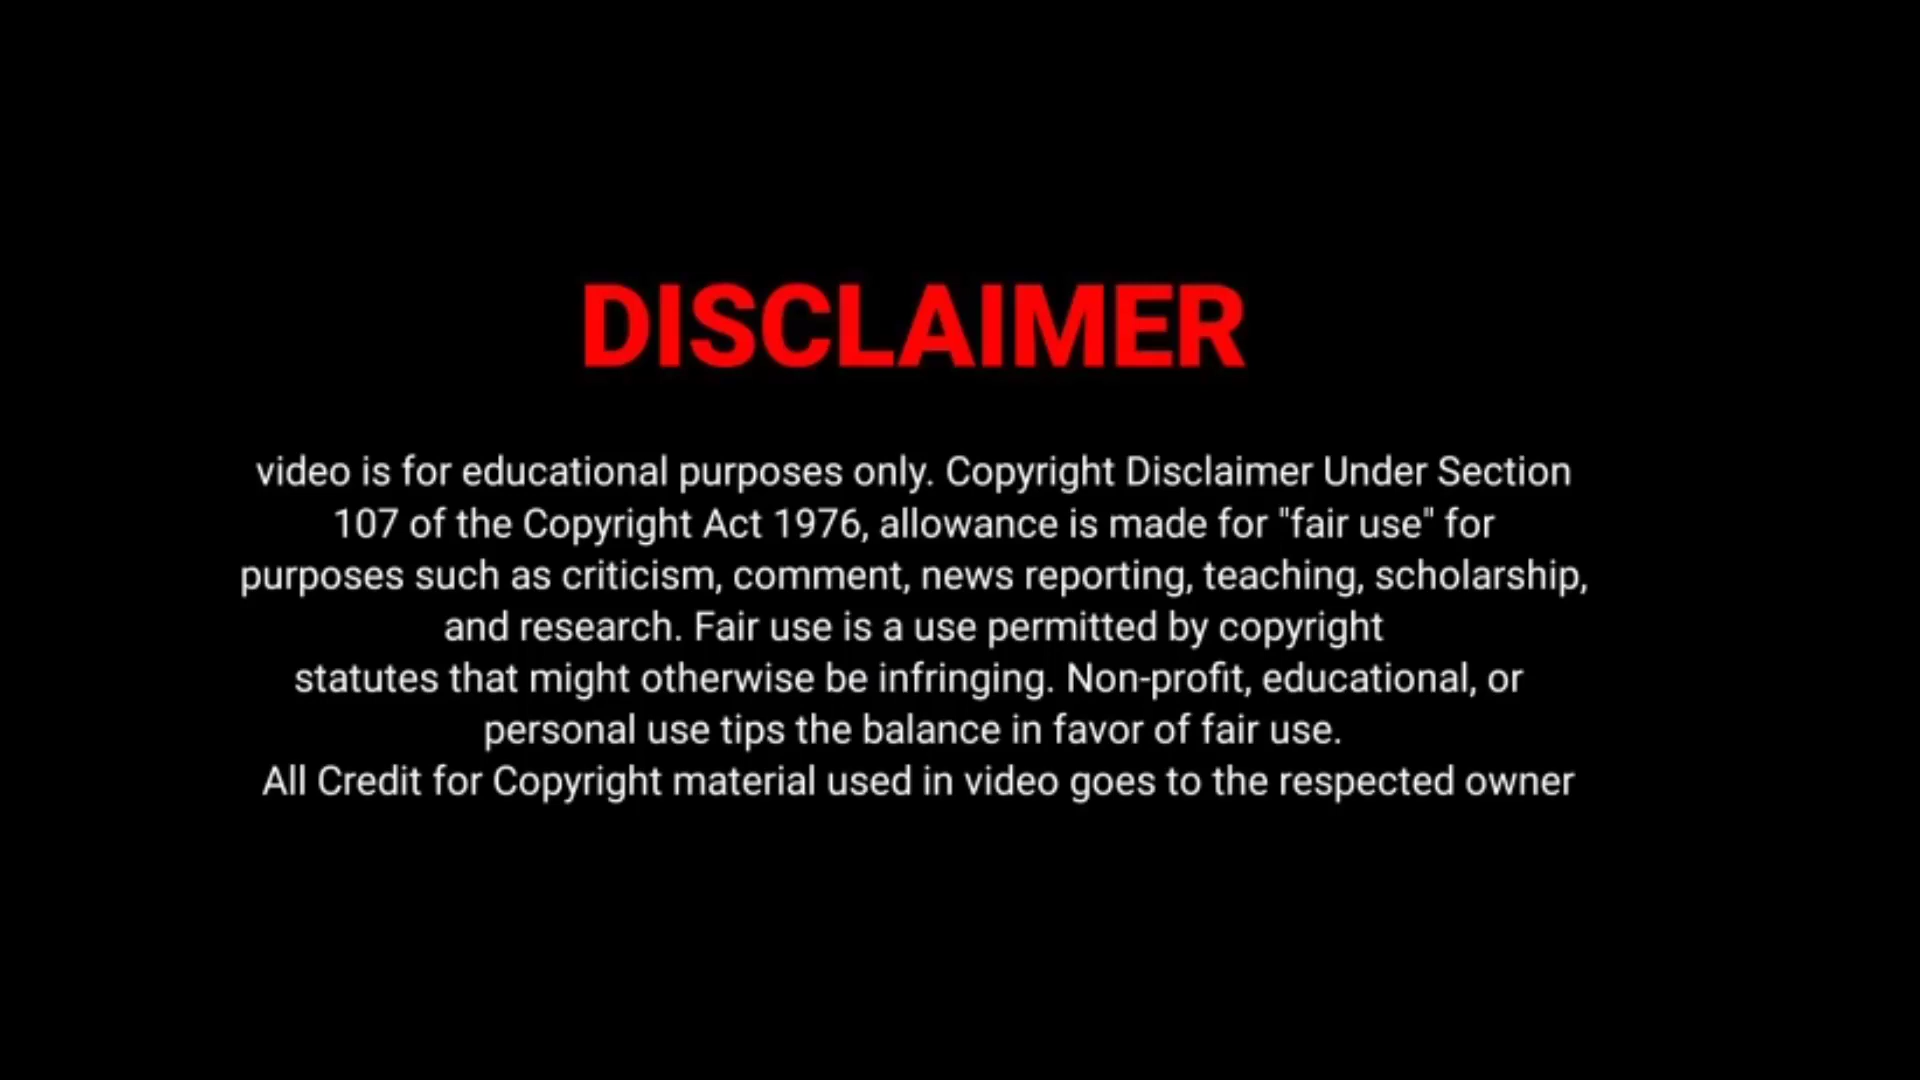 DISCLAIMER
video is for educational purposes only. Copyright Disclaimer Under Section
107 of the Copyright Act 1976, allowance is made for "fair use" for
purposes such as criticism, comment, news reporting, teaching, scholarship,
and research. Fair use is a use permitted by copyright
statutes that might otherwise be infringing. Non-profit, educational, or
personal use tips the balance in favor of fair use.
All Credit for Copyright material used in video goes to the respected owner